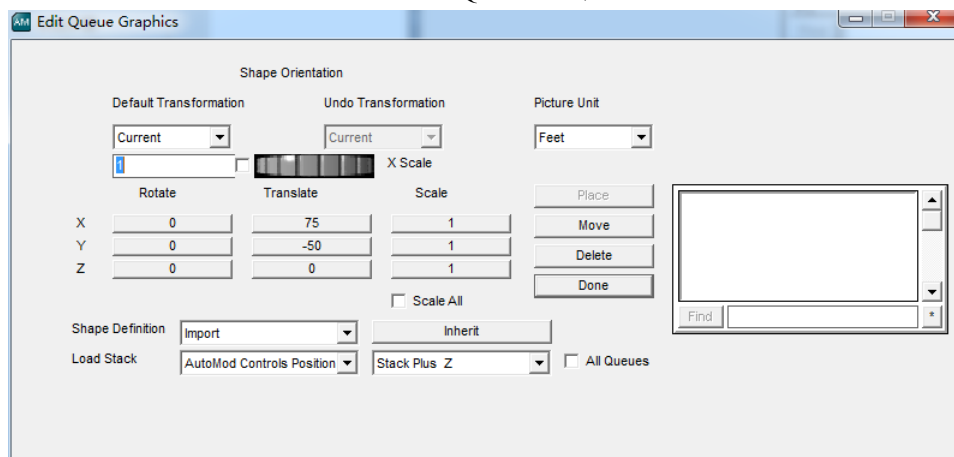 AM Edit Queue Graphics
Shape Orientation
Default Transformation Undo Transformation Picture Unit
Current Current Feet
1 X Scale
Rotate Translate Scale Place
X 0 75 1 Move
Y 0 -50 1 Delete
Z 0 0 1 Done
Scale All
Find *
Shape Definition Import Inherit
Load Stack AutoMod Controls Position Stack Plus Z All Queues